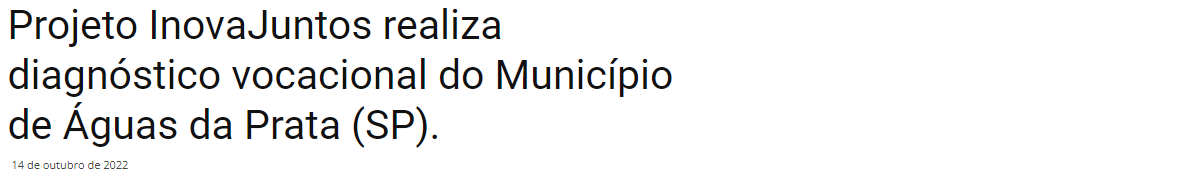 Projeto InovaJuntos realiza
diagnóstico vocacional do Município
de Águas da Prata (SP).
14 de outubro de 2022